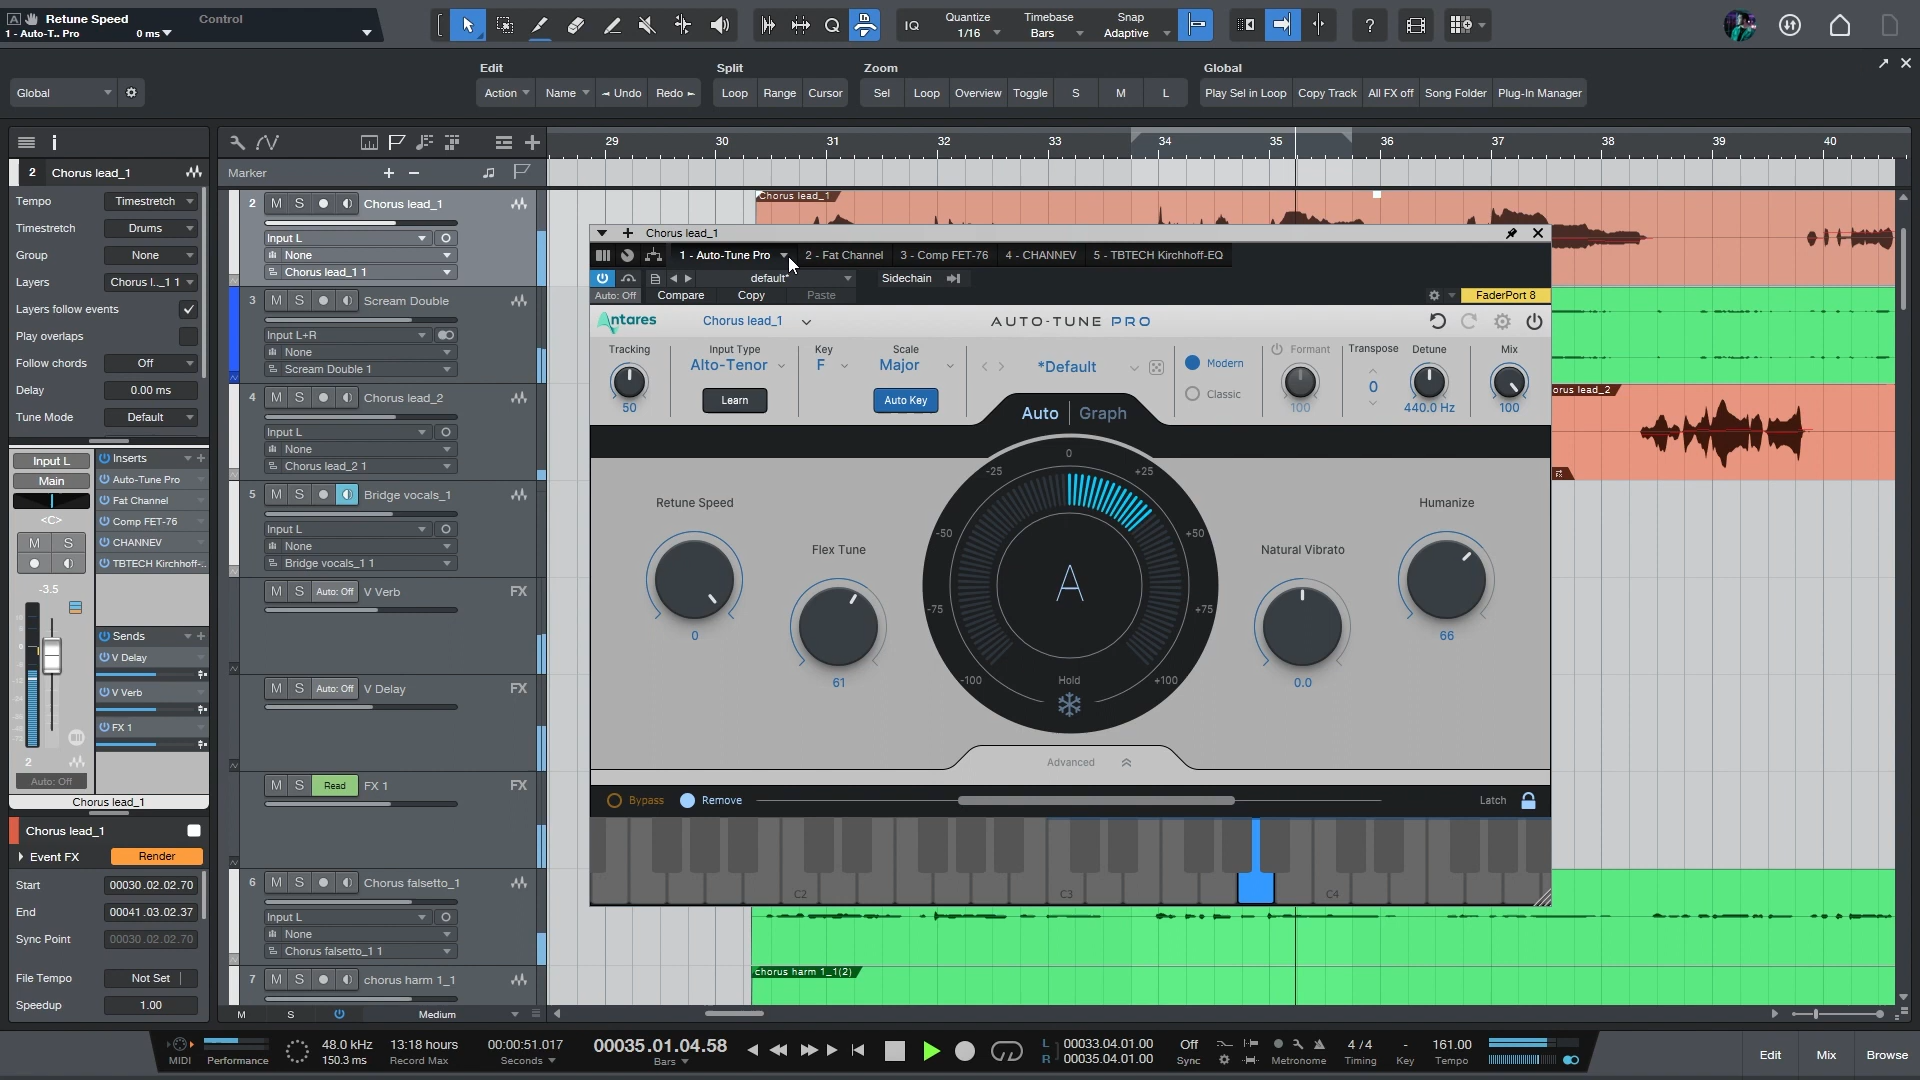 Retune Speed
Control
1 - Auto-T.. Pro
0 ms
IQ
Quantize
1/16
Timebase
Bars
Snap
Adaptive
?
Global
Edit
Action
Name
Undo
Redo
Split
Loop
Range
Cursor
Zoom
Sel
Loop
Overview
Toggle
S
M
L
Global
Play Sel in Loop
Copy Track
All FX off
Song Folder
Plug-In Manager
29
30
31
32
33
34
35
36
37
38
39
40
2
Chorus lead_1
Tempo
Timestretch
Timestretch
Drums
Group
None
Layers
Chorus l.._1 1
Layers follow events
Play overlaps
Follow chords
Off
Delay
0.00 ms
Tune Mode
Default
Input L
Main
<C>
M S
-3.5
2
Auto: Off
Chorus lead_1
Inserts
Auto-Tune Pro
Fat Channel
Comp FET-76
CHANNEV
TBTECH Kirchhoff-..
Sends
V Delay
V Verb
FX 1
Chorus lead_1
Event FX
Render
Start
00030.02.02.70
End
00041.03.02.37
Sync Point
00030.02.02.70
File Tempo
Not Set
Speedup
1.00
Marker
2 M S Chorus lead_1
Input L
None
Chorus lead_1 1
3 M S Scream Double
Input L+R
None
Scream Double 1
4 M S Chorus lead_2
Input L
None
Chorus lead_2 1
5 M S Bridge vocals_1
Input L
None
Bridge vocals_1 1
M S Auto: Off V Verb FX
M S Auto: Off V Delay FX
M S Read FX 1 FX
6 M S Chorus falsetto_1
Input L
None
Chorus falsetto_1 1
7 M S chorus harm 1_1
M S Medium
Chorus lead_1
orus lead_2
chorus harm 1_1(2)
Chorus lead_1
1 - Auto-Tune Pro
2 - Fat Channel
3 - Comp FET-76
4 - CHANNEV
5 - TBTECH Kirchhoff-EQ
default*
Sidechain
Auto: Off
Compare
Copy
Paste
FaderPort 8
Antares
Chorus lead_1
AUTO-TUNE PRO
Tracking
50
Input Type
Alto-Tenor
Learn
Key
F
Scale
Major
Auto Key
*Default
Modern
Classic
Formant
100
Transpose
0
Detune
440.0 Hz
Mix
100
Auto
Graph
Retune Speed
0
Flex Tune
61
0
-25
+25
-50
+50
-75
+75
-100
+100
A
Hold
Natural Vibrato
0.0
Humanize
66
Advanced
Bypass
Remove
Latch
C2
C3
C4
MIDI
Performance
48.0 kHz
150.3 ms
13:18 hours
Record Max
00:00:51.017
Seconds
00035.01.04.58
Bars
L 00033.04.01.00
R 00035.04.01.00
Off
Sync
Metronome
4 / 4
Timing
-
Key
161.00
Tempo
Edit
Mix
Browse